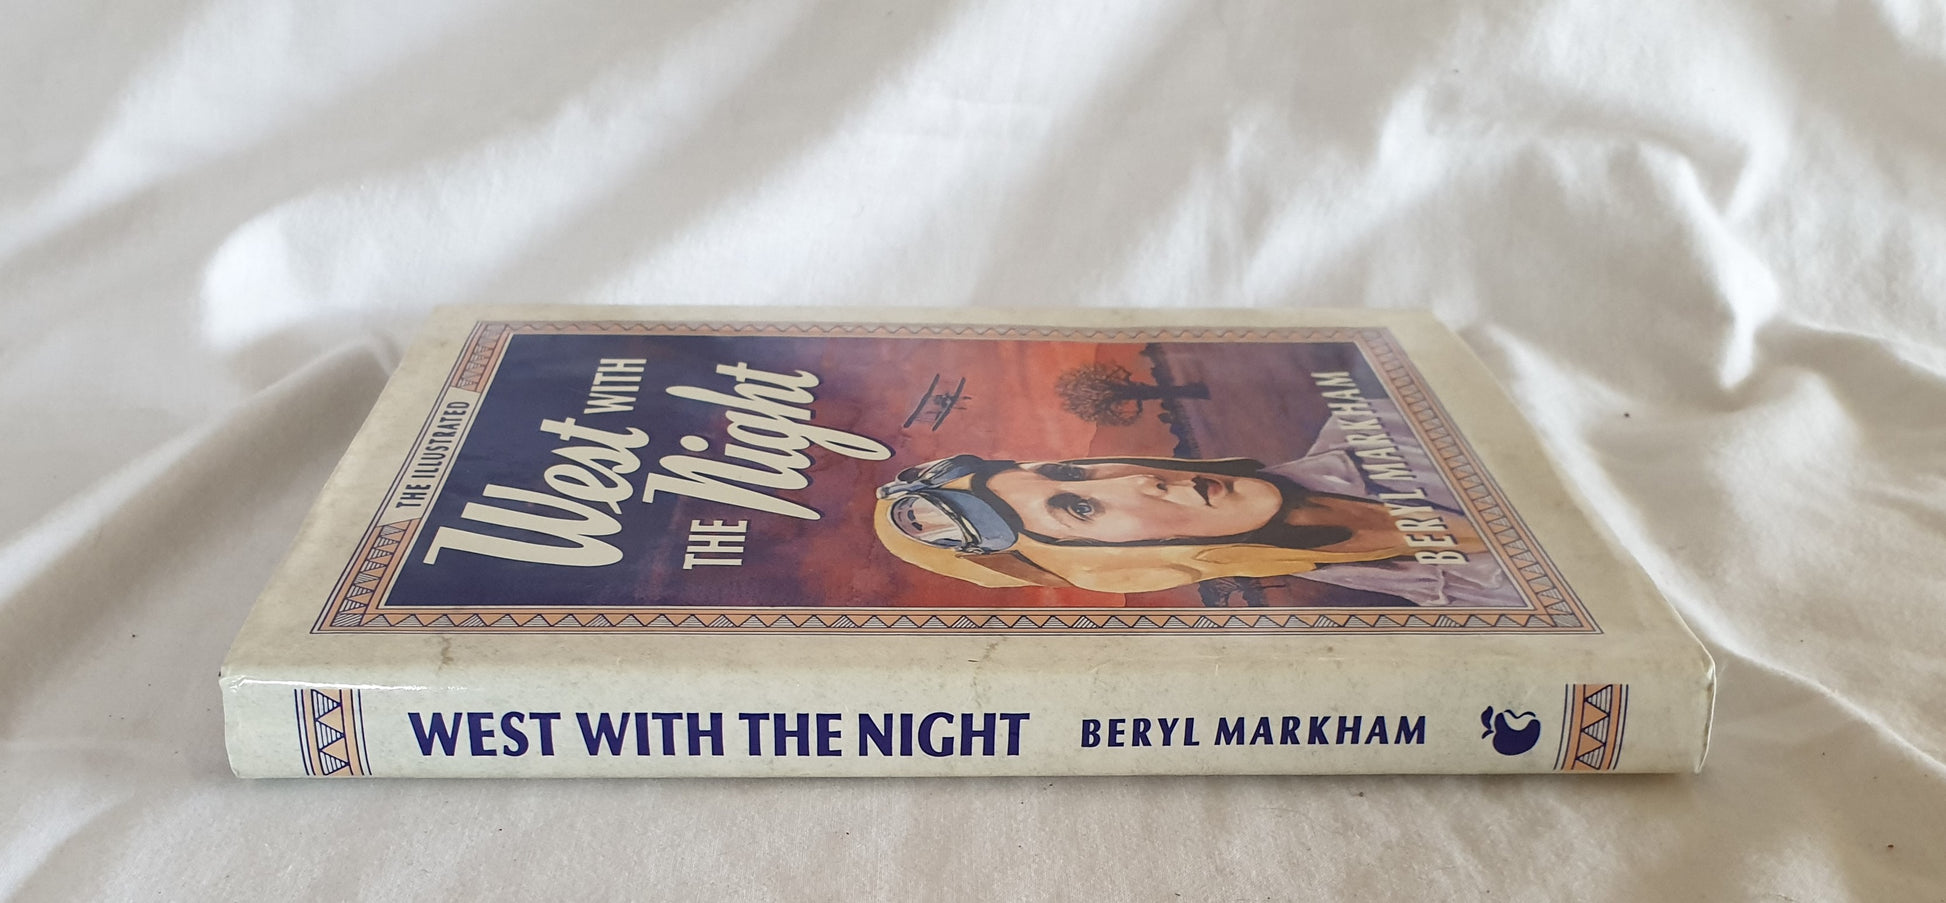 THE ILLUSTRATED
West WITH
THE Night
BERYL MARKHAM
WEST WITH THE NIGHT BERYL MARKHAM